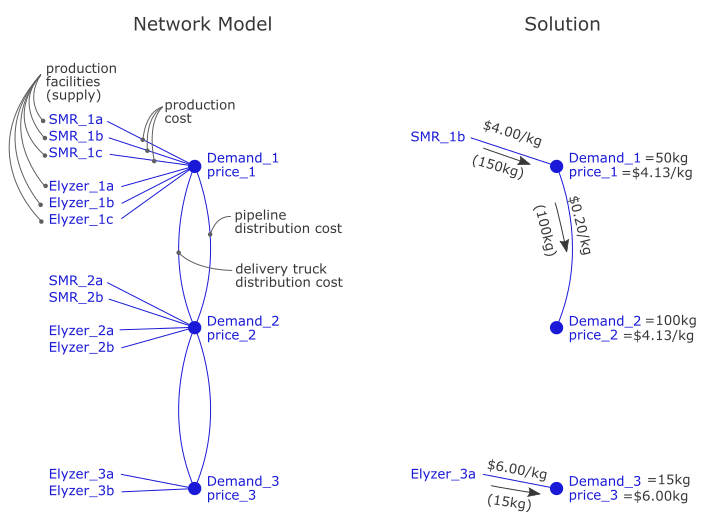 Network Model
production
facilities
(supply)
SMR_1a
SMR_1b
SMR_1c
production
cost
Demand_1
price_1
Elyzer_1a
Elyzer_1b
Elyzer_1c
pipeline
distribution cost
delivery truck
distribution cost
SMR_2a
SMR_2b
Demand_2
price_2
Elyzer_2a
Elyzer_2b
Elyzer_3a
Elyzer_3b
Demand_3
price_3
Solution
SMR_1b
$4.00/kg
(150kg)
Demand_1 =50kg
price_1 =$4.13/kg
$0.20/kg
(100kg)
Demand_2 =100kg
price_2 =$4.13/kg
Elyzer_3a
$6.00/kg
(15kg)
Demand_3 =15kg
price_3 =$6.00kg